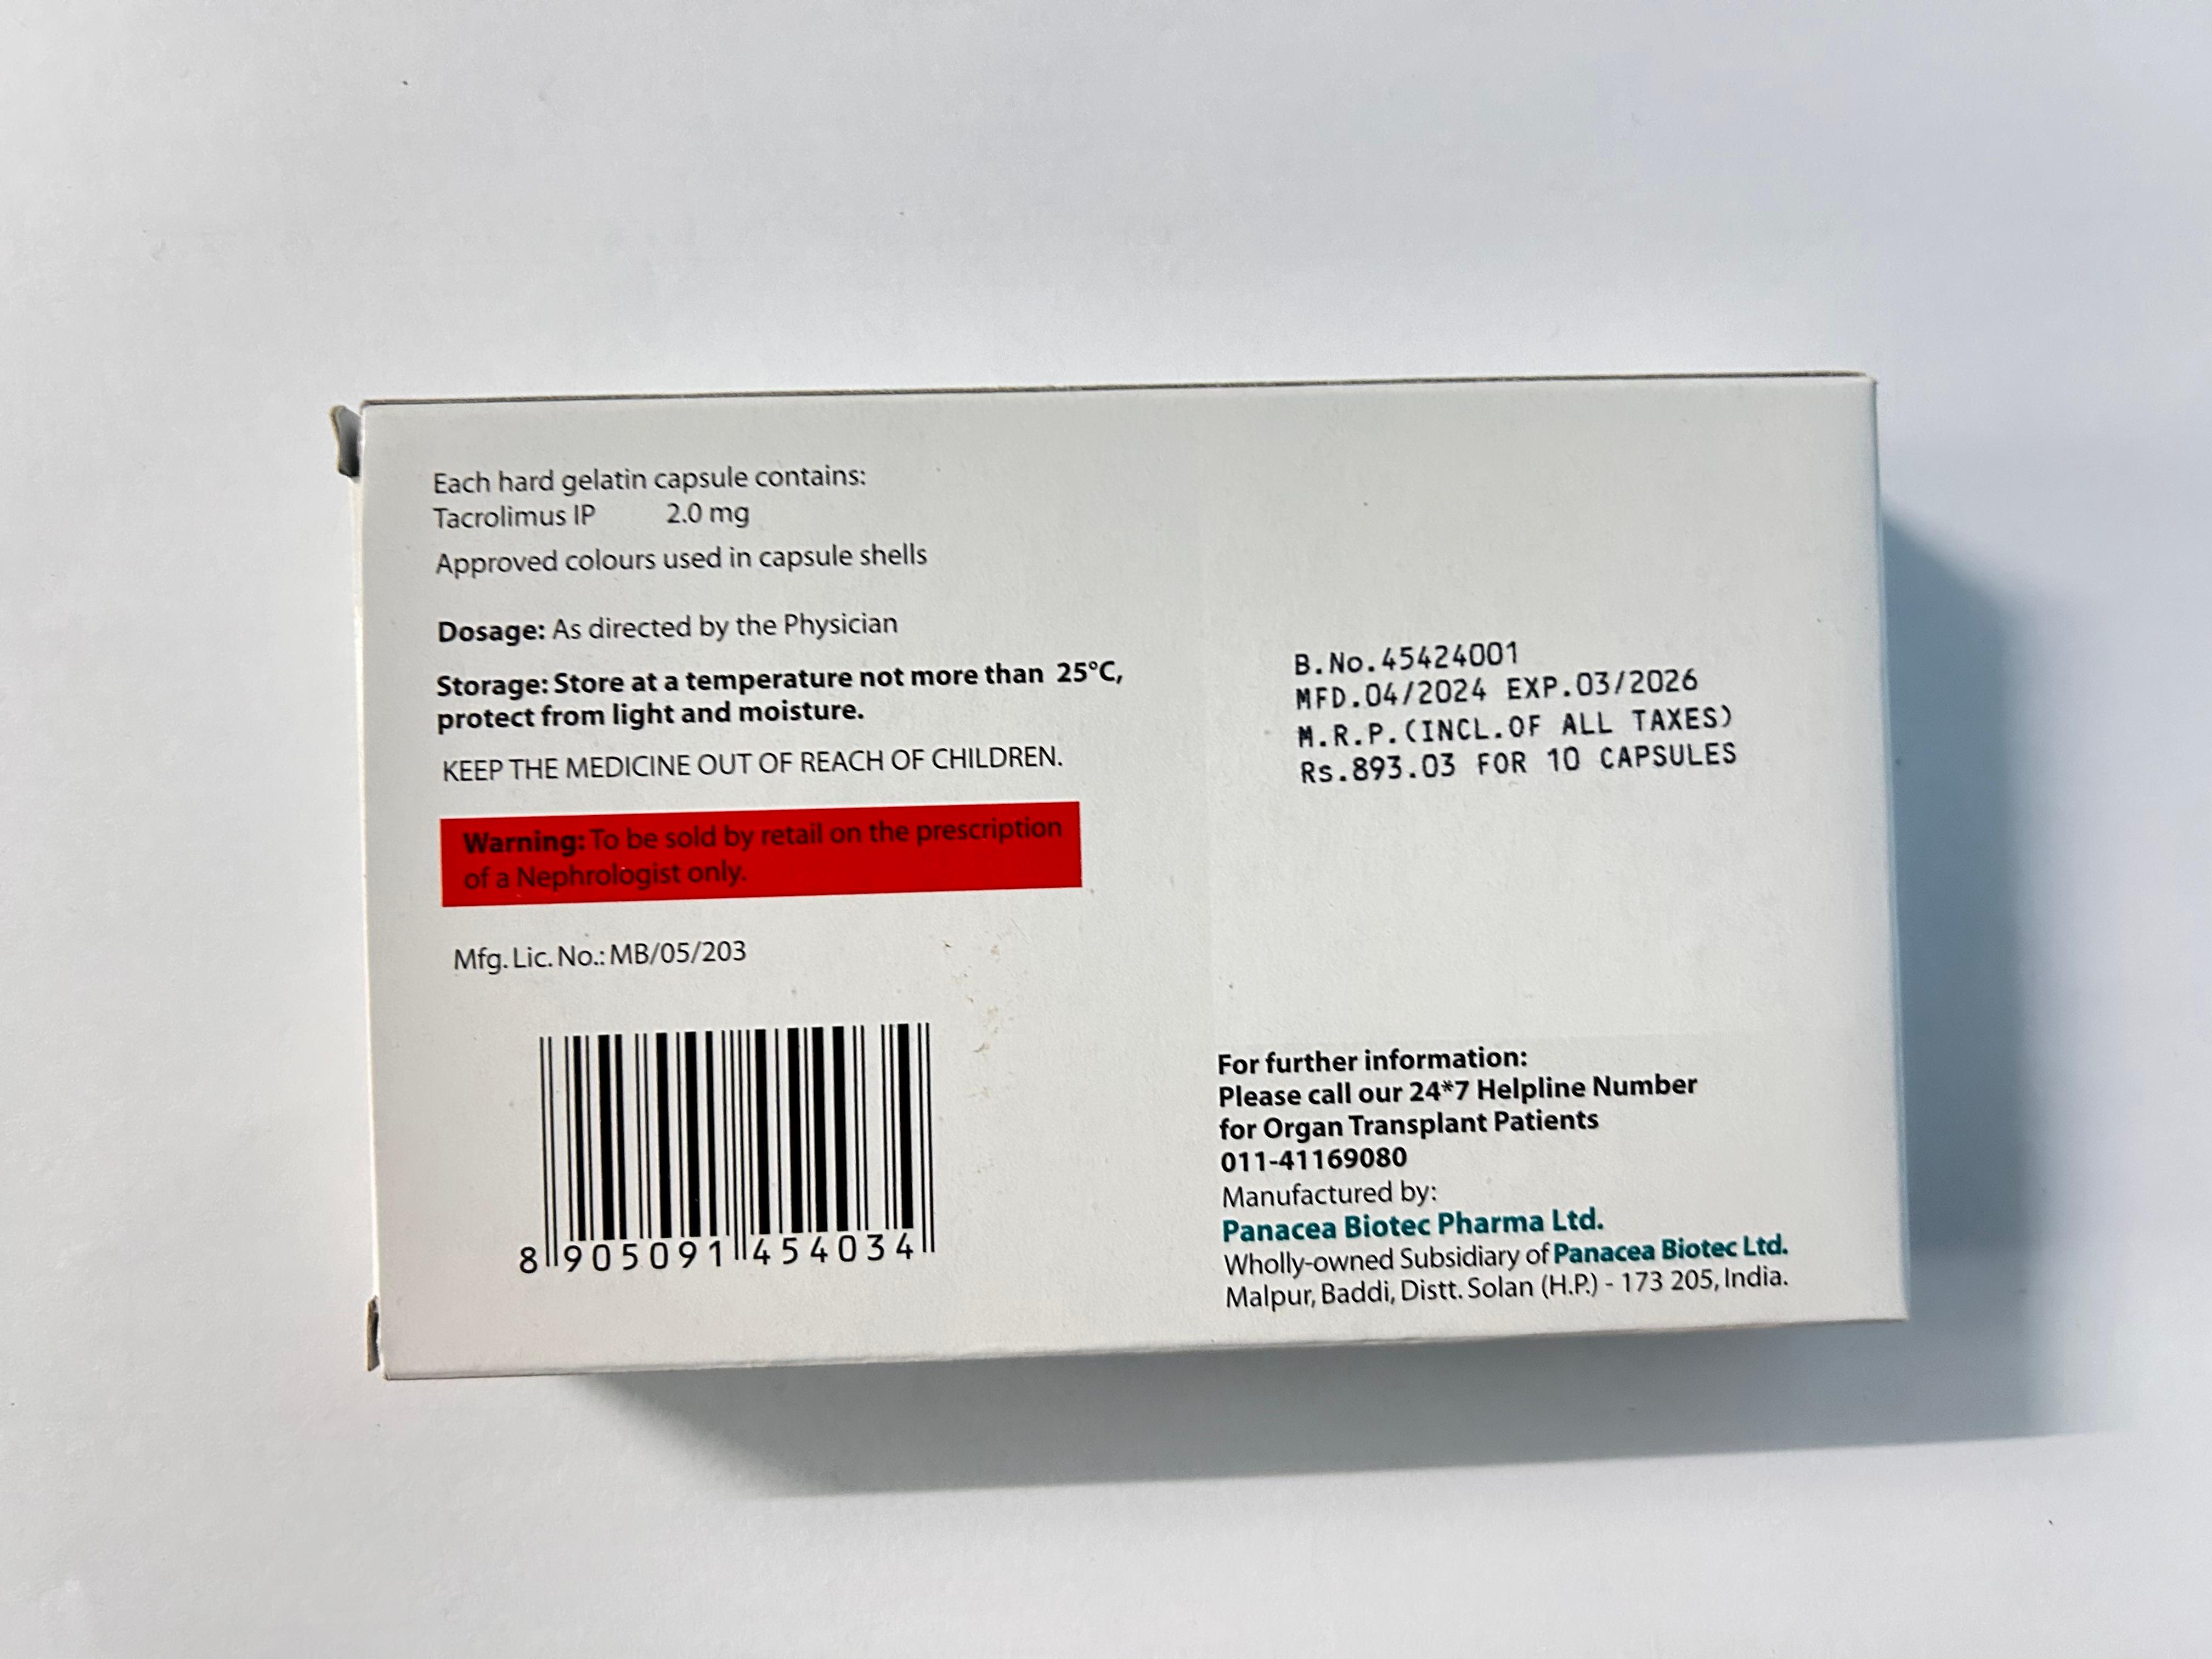 Each hard gelatin capsule contains:
Tacrolimus IP 2.0 mg
Approved colours used in capsule shells
Dosage: As directed by the Physician
Storage: Store at a temperature not more than 25°C,
protect from light and moisture.
KEEP THE MEDICINE OUT OF REACH OF CHILDREN.
Warning: To be sold by retail on the prescription
of a Nephrologist only.
Mfg. Lic. No.: MB/05/203
8 905091 454034
B.No.45424001
MFD.04/2024 EXP.03/2026
M.R.P.(INCL.OF ALL TAXES)
Rs.893.03 FOR 10 CAPSULES
For further information:
Please call our 24*7 Helpline Number
for Organ Transplant Patients
011-41169080
Manufactured by:
Panacea Biotec Pharma Ltd.
Wholly-owned Subsidiary of Panacea Biotec Ltd.
Malpur, Baddi, Distt. Solan (H.P.) - 173 205, India.